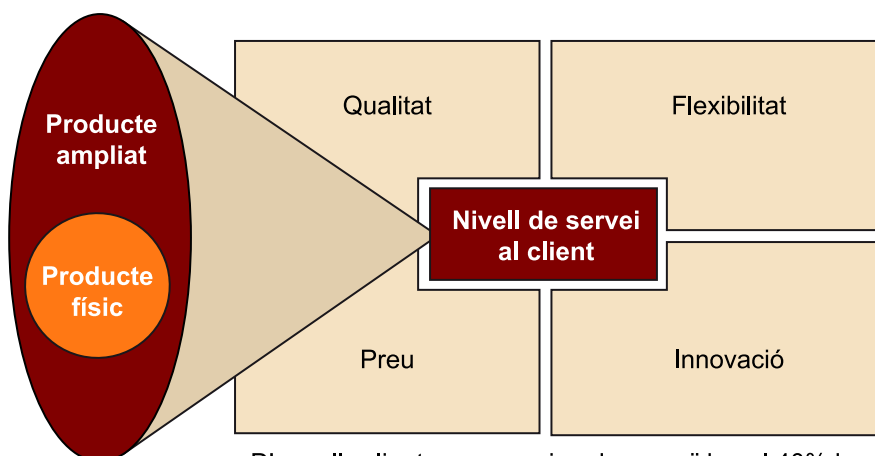 Producte
ampliat
Producte
físic
Qualitat
Flexibilitat
Nivell de servei
al client
Preu
Innovació